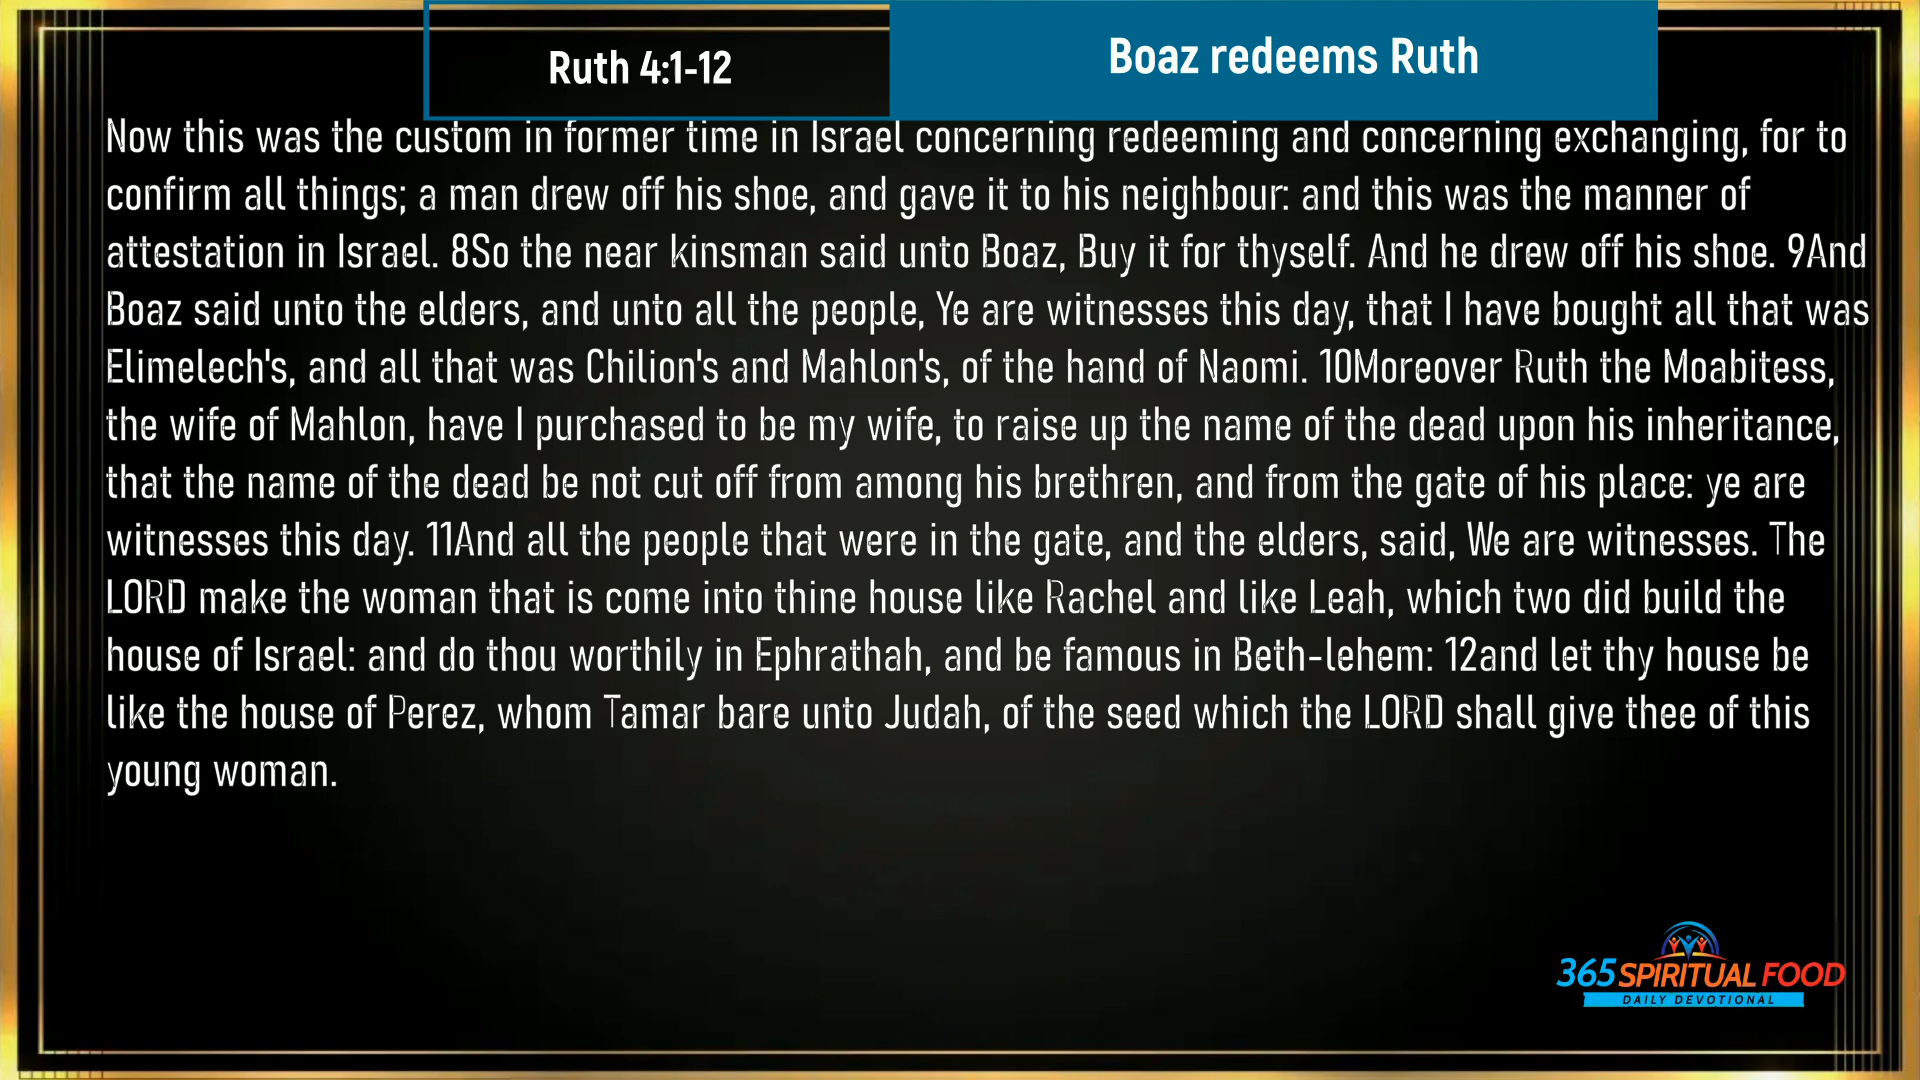 Ruth 4:1-12
Boaz redeems Ruth
Now this was the custom in former time in Israel concerning redeeming and concerning exchanging, for to
confirm all things; a man drew off his shoe, and gave it to his neighbour: and this was the manner of
attestation in Israel. 8So the near kinsman said unto Boaz, Buy it for thyself. And he drew off his shoe. 9And
Boaz said unto the elders, and unto all the people, Ye are witnesses this day, that I have bought all that was
Elimelech's, and all that was Chilion's and Mahlon's, of the hand of Naomi. 10Moreover Ruth the Moabitess,
the wife of Mahlon, have I purchased to be my wife, to raise up the name of the dead upon his inheritance,
that the name of the dead be not cut off from among his brethren, and from the gate of his place: ye are
witnesses this day. 11And all the people that were in the gate, and the elders, said, We are witnesses. The
LORD make the woman that is come into thine house like Rachel and like Leah, which two did build the
house of Israel: and do thou worthily in Ephrathah, and be famous in Beth-lehem: 12and let thy house be
like the house of Perez, whom Tamar bare unto Judah, of the seed which the LORD shall give thee of this
young woman.
365 SPIRITUAL FOOD
DAILY DEVOTIONAL